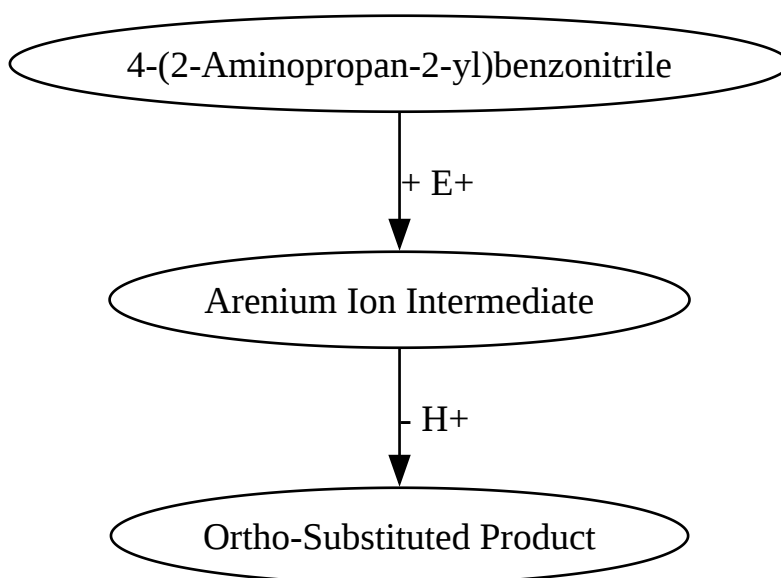 4-(2-Aminopropan-2-yl)benzonitrile
+ E+
Arenium Ion Intermediate
- H+
Ortho-Substituted Product